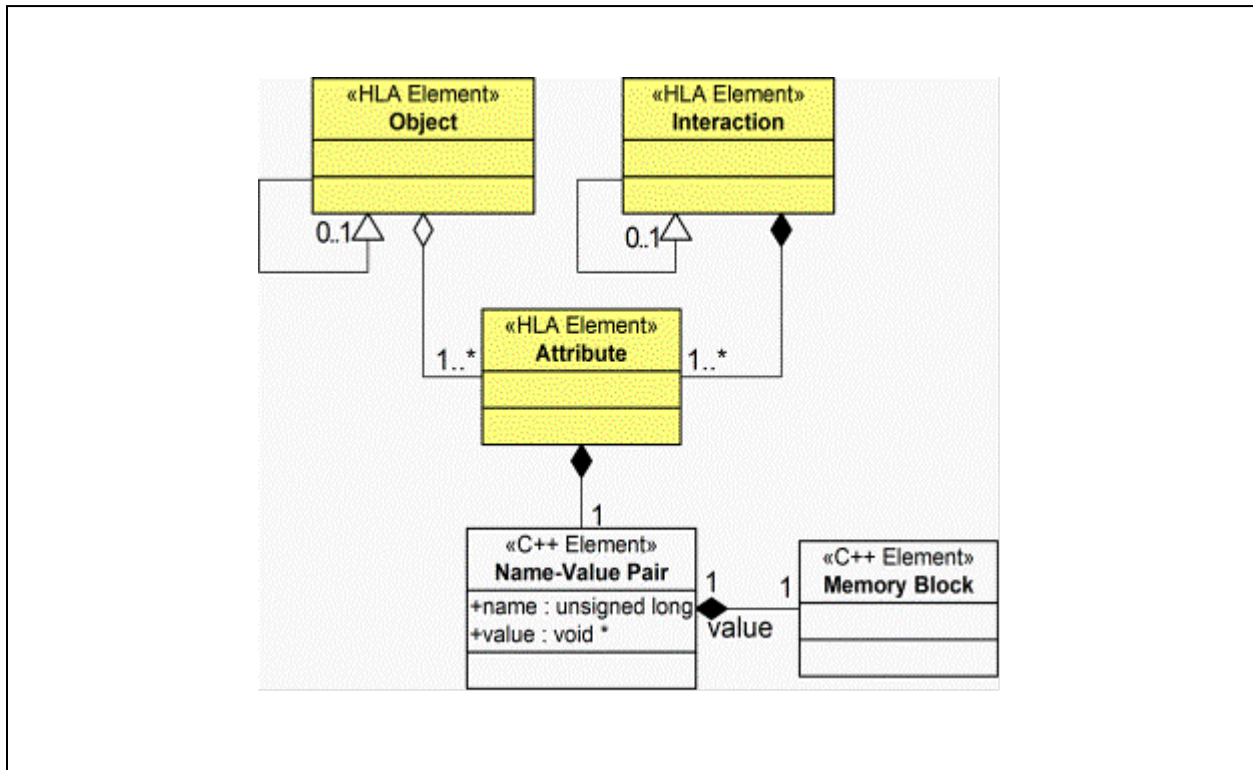 «HLA Element»
Object
«HLA Element»
Interaction
0..1
0..1
«HLA Element»
Attribute
1..*
1..*
1
«C++ Element»
Name-Value Pair
+name : unsigned long
+value : void *
1
value
1
«C++ Element»
Memory Block